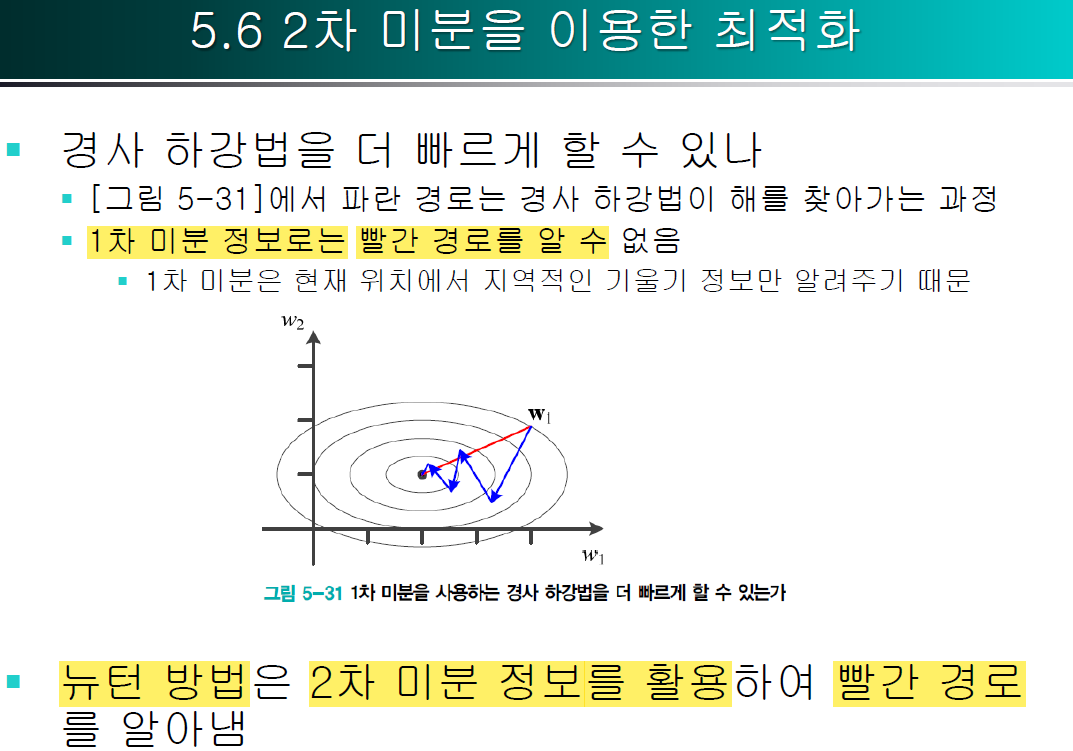 5.6 2차 미분을 이용한 최적화
경사 하강법을 더 빠르게 할 수 있나
[그림 5-31]에서 파란 경로는 경사 하강법이 해를 찾아가는 과정
1차 미분 정보로는 빨간 경로를 알 수 없음
1차 미분은 현재 위치에서 지역적인 기울기 정보만 알려주기 때문
w₂
w₁
w₁
그림 5-31 1차 미분을 사용하는 경사 하강법을 더 빠르게 할 수 있는가
뉴턴 방법은 2차 미분 정보를 활용하여 빨간 경로
를 알아냄